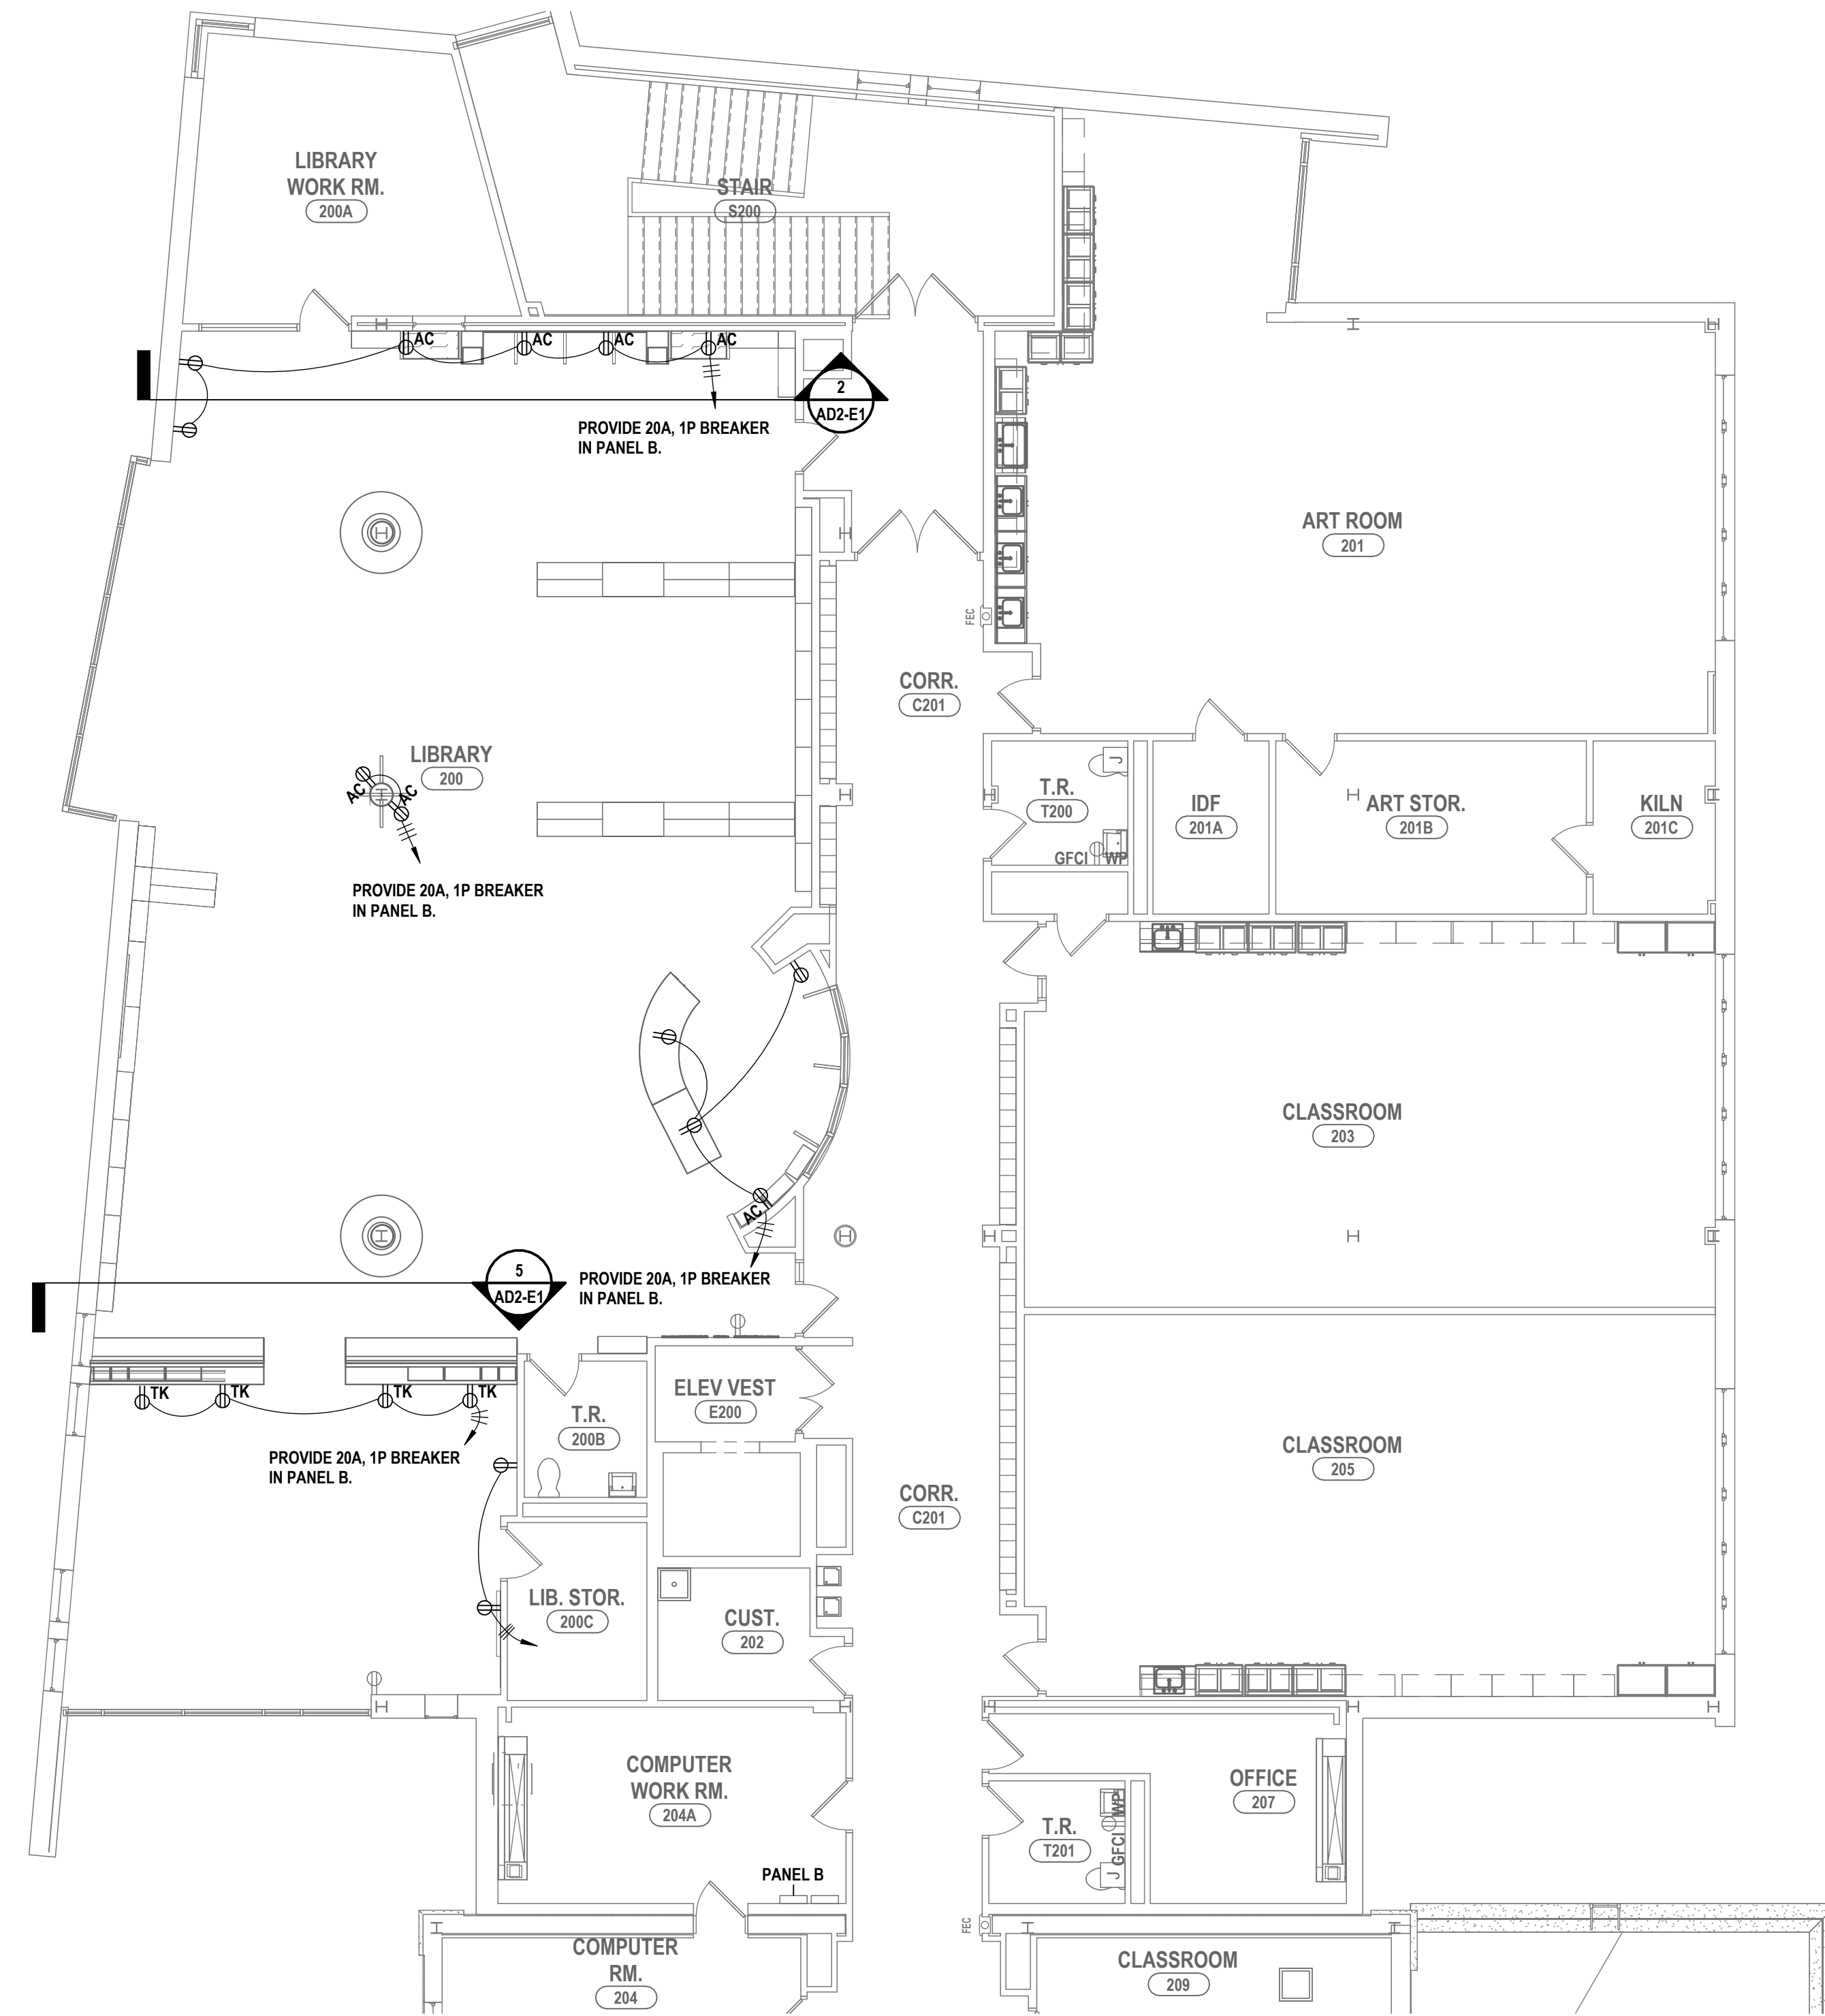 LIBRARY
WORK RM.
200A
STAIR
S200
AC
AC
AC
AC
2
AD2-E1
PROVIDE 20A, 1P BREAKER
IN PANEL B.
H
H
H
H
H
ART ROOM
201
FEC
CORR.
C201
LIBRARY
200
AC
AC
H
PROVIDE 20A, 1P BREAKER
IN PANEL B.
H
H
T.R.
T200
J
GFCI
WP
IDF
201A
H
ART STOR.
201B
KILN
201C
H
CLASSROOM
203
AC
H
H
H
H
H
H
PROVIDE 20A, 1P BREAKER
IN PANEL B.
5
AD2-E1
TK
TK
TK
TK
PROVIDE 20A, 1P BREAKER
IN PANEL B.
T.R.
200B
ELEV VEST
E200
CLASSROOM
205
CORR.
C201
LIB. STOR.
200C
CUST.
202
H
H
H
H
H
COMPUTER
WORK RM.
204A
PANEL B
OFFICE
207
T.R.
T201
WP
GFCI
J
FEC
H
H
H
COMPUTER
RM.
204
CLASSROOM
209